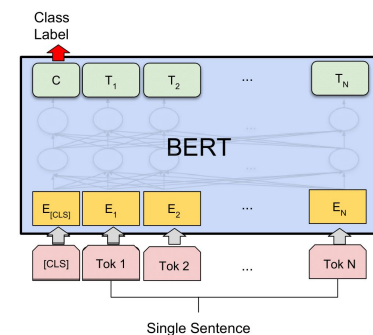 Class
Label
C T1 T2 ... TN
...
BERT
...
E[CLS] E1 E2 ... EN
[CLS] Tok 1 Tok 2 ... Tok N
Single Sentence